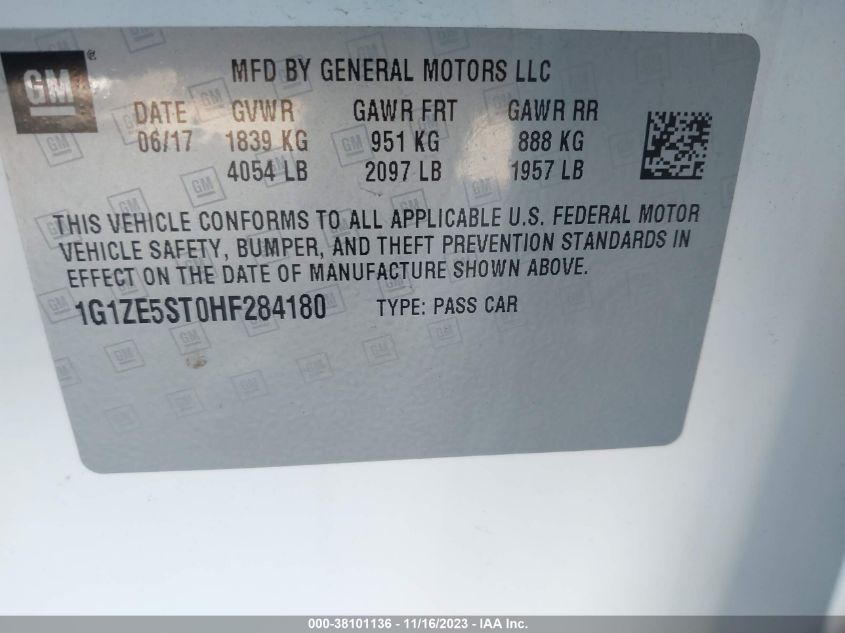 GM
MFD BY GENERAL MOTORS LLC
DATE GVWR GAWR FRT GAWR RR
06/17 1839 KG 951 KG 888 KG
4054 LB 2097 LB 1957 LB
THIS VEHICLE CONFORMS TO ALL APPLICABLE U.S. FEDERAL MOTOR
VEHICLE SAFETY, BUMPER, AND THEFT PREVENTION STANDARDS IN
EFFECT ON THE DATE OF MANUFACTURE SHOWN ABOVE.
1G1ZE5ST0HF284180 TYPE: PASS CAR
000-38101136 - 11/16/2023 - IAA Inc.